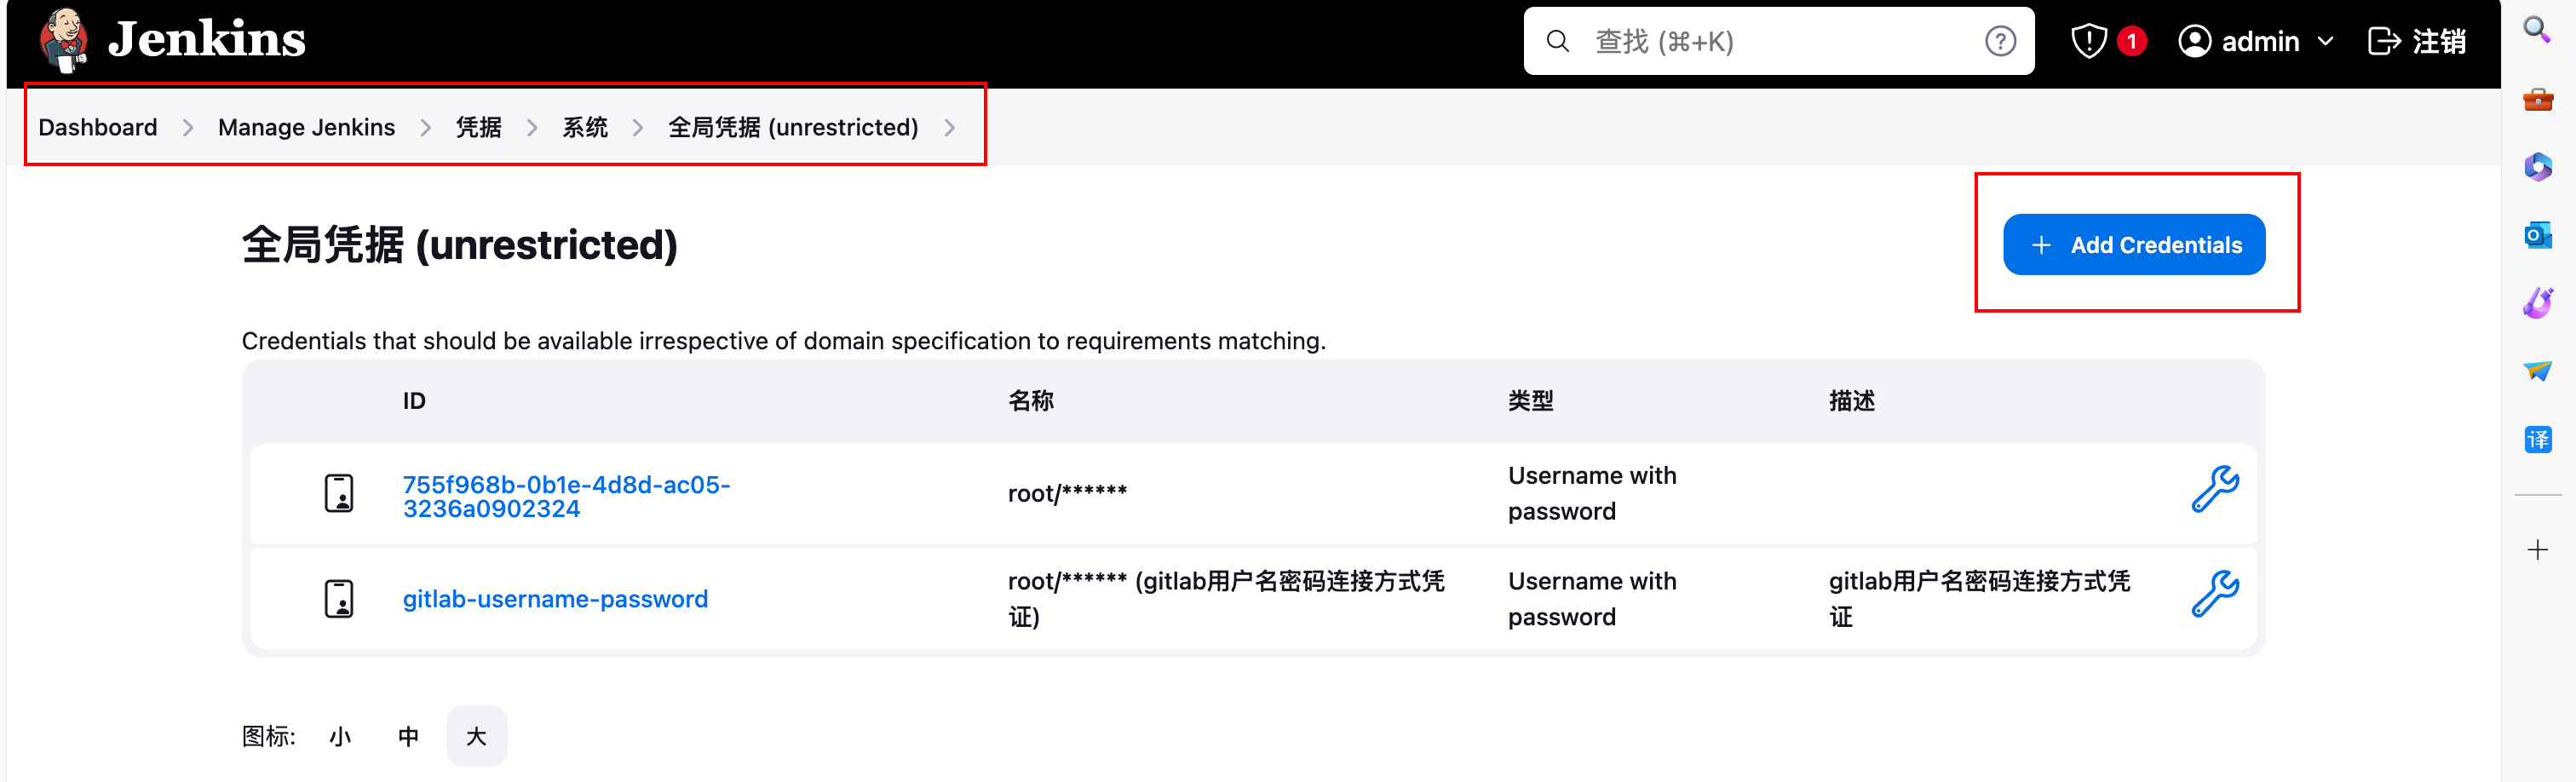 Jenkins
查找 (⌘+K)
1
admin
注销
Dashboard > Manage Jenkins > 凭据 > 系统 > 全局凭据 (unrestricted) >
全局凭据 (unrestricted)
+ Add Credentials
Credentials that should be available irrespective of domain specification to requirements matching.
ID 名称 类型 描述
755f968b-0b1e-4d8d-ac05-
3236a0902324
root/******
Username with
password
gitlab-username-password
root/****** (gitlab用户名密码连接方式凭
证)
Username with
password
gitlab用户名密码连接方式凭
证
图标: 小 中 大
译